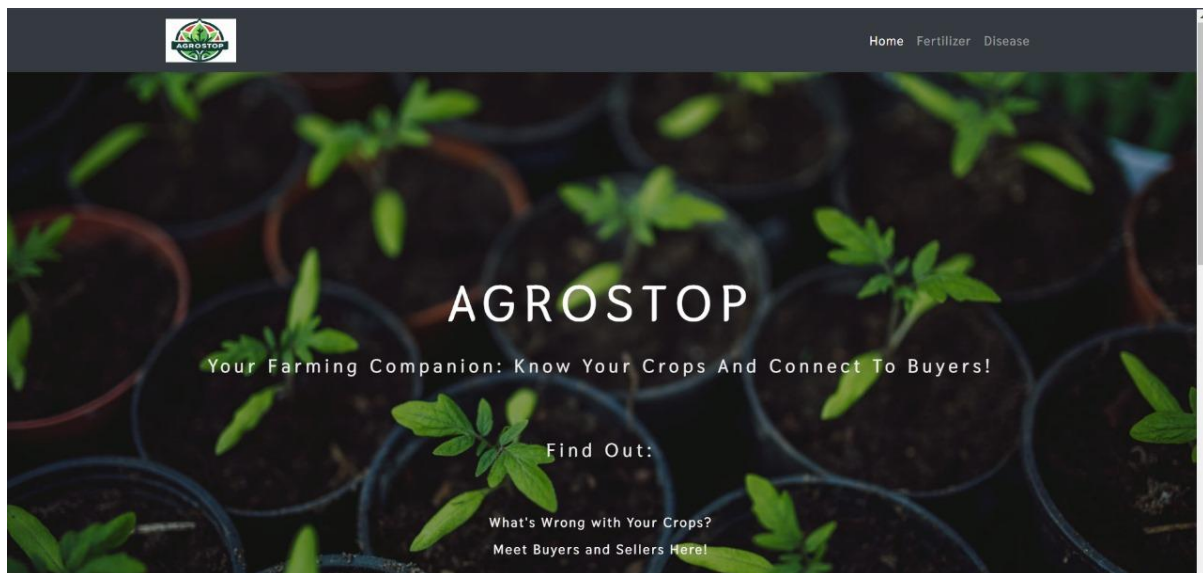 AGROSTOP
Home Fertilizer Disease
AGROSTOP
Your Farming Companion: Know Your Crops And Connect To Buyers!
Find Out:
What's Wrong with Your Crops?
Meet Buyers and Sellers Here!